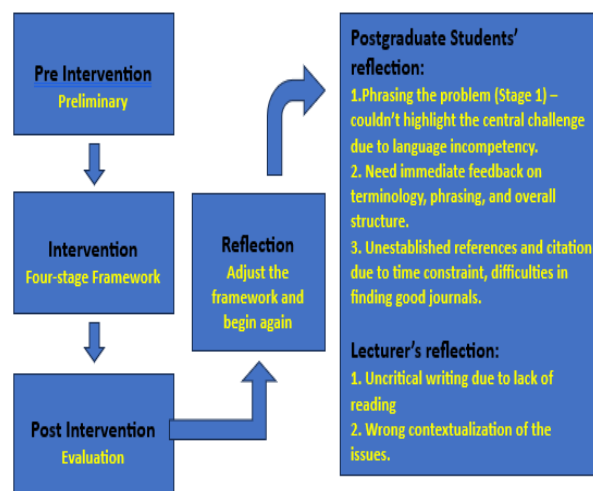 Pre Intervention
Preliminary
Intervention
Four-stage Framework
Post Intervention
Evaluation
Reflection
Adjust the
framework and
begin again
Postgraduate Students'
reflection:
1.Phrasing the problem (Stage 1) –
couldn't highlight the central challenge
due to language incompetency.
2. Need immediate feedback on
terminology, phrasing, and overall
structure.
3. Unestablished references and citation
due to time constraint, difficulties in
finding good journals.
Lecturer's reflection:
1. Uncritical writing due to lack of
reading
2. Wrong contextualization of the
issues.